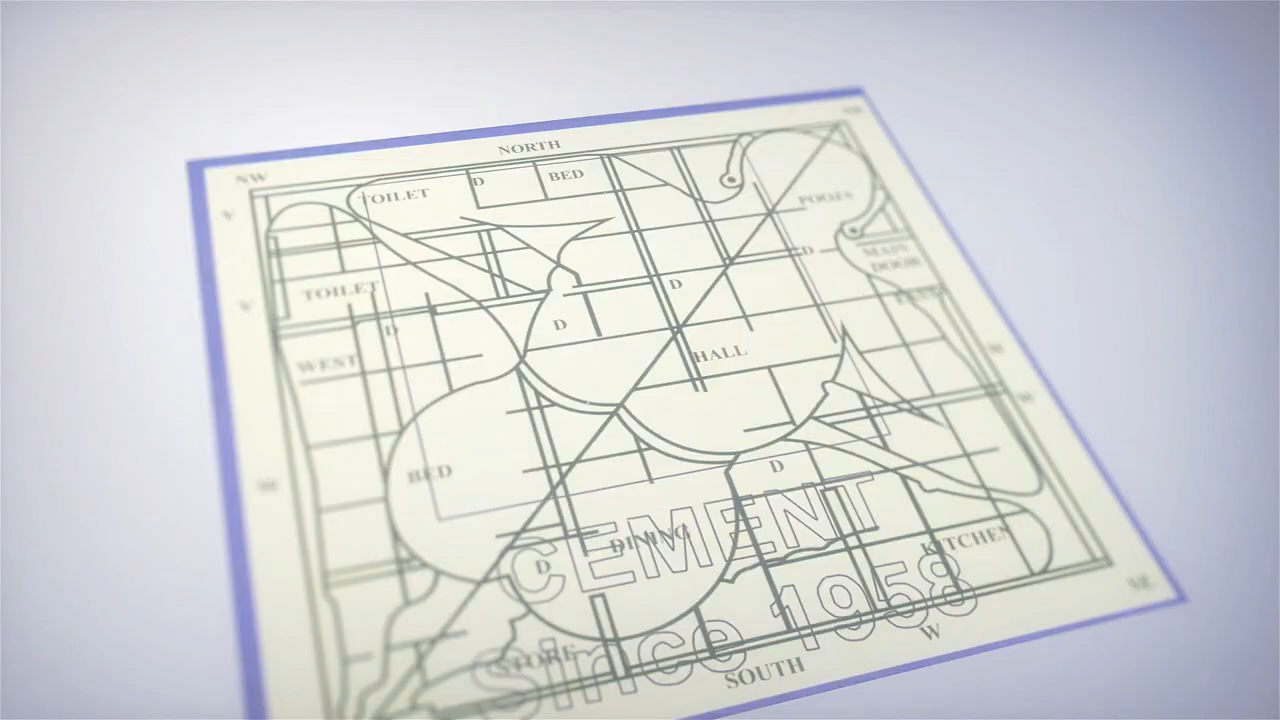 NORTH
NW
TOILET
D
BED
POOJA
V
D
MAIN
DOOR
TOILET
D
V
D
D
WEST
HALL
BED
D
CEMENT
DINING
D
KITCHEN
since 1958
STORE
W
SOUTH